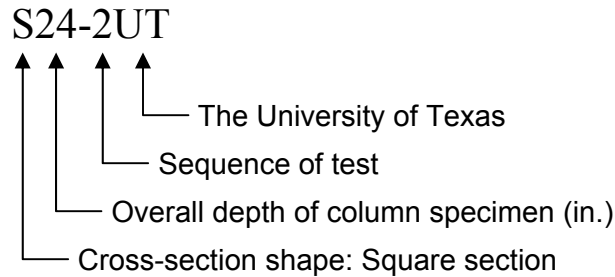 S24-2UT
The University of Texas
Sequence of test
Overall depth of column specimen (in.)
Cross-section shape: Square section